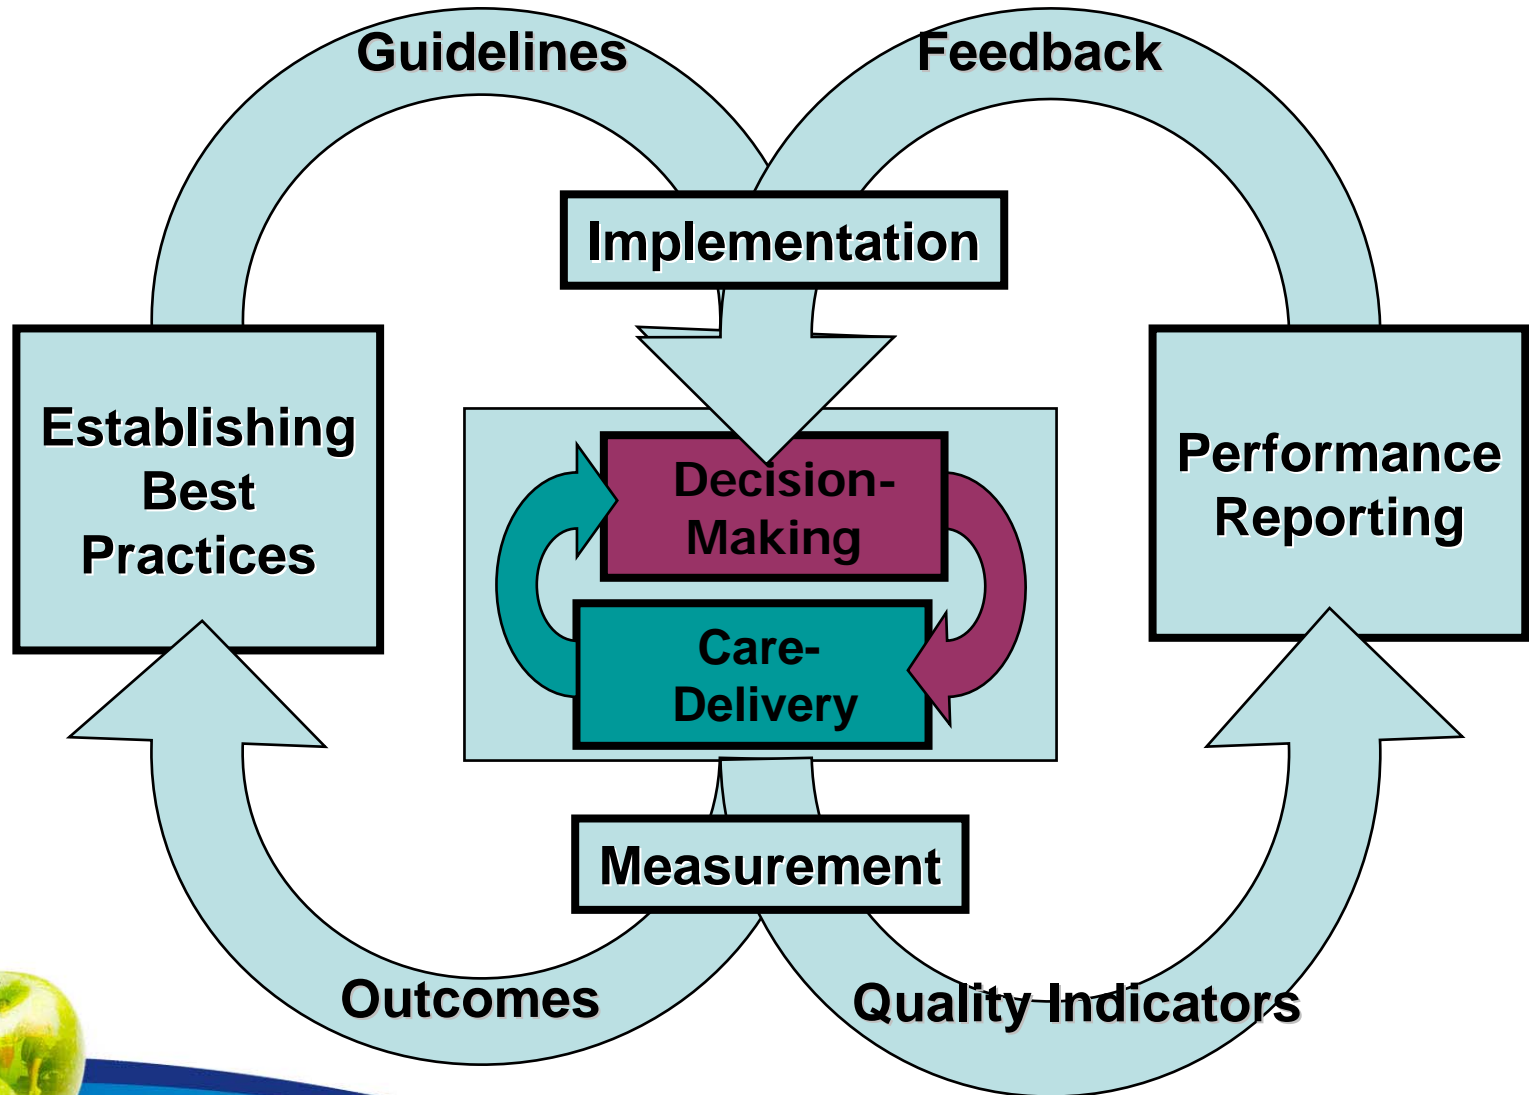 Guidelines
Feedback
Implementation
Establishing
Best
Practices
Decision-
Making
Performance
Reporting
Care-
Delivery
Measurement
Outcomes
Quality Indicators